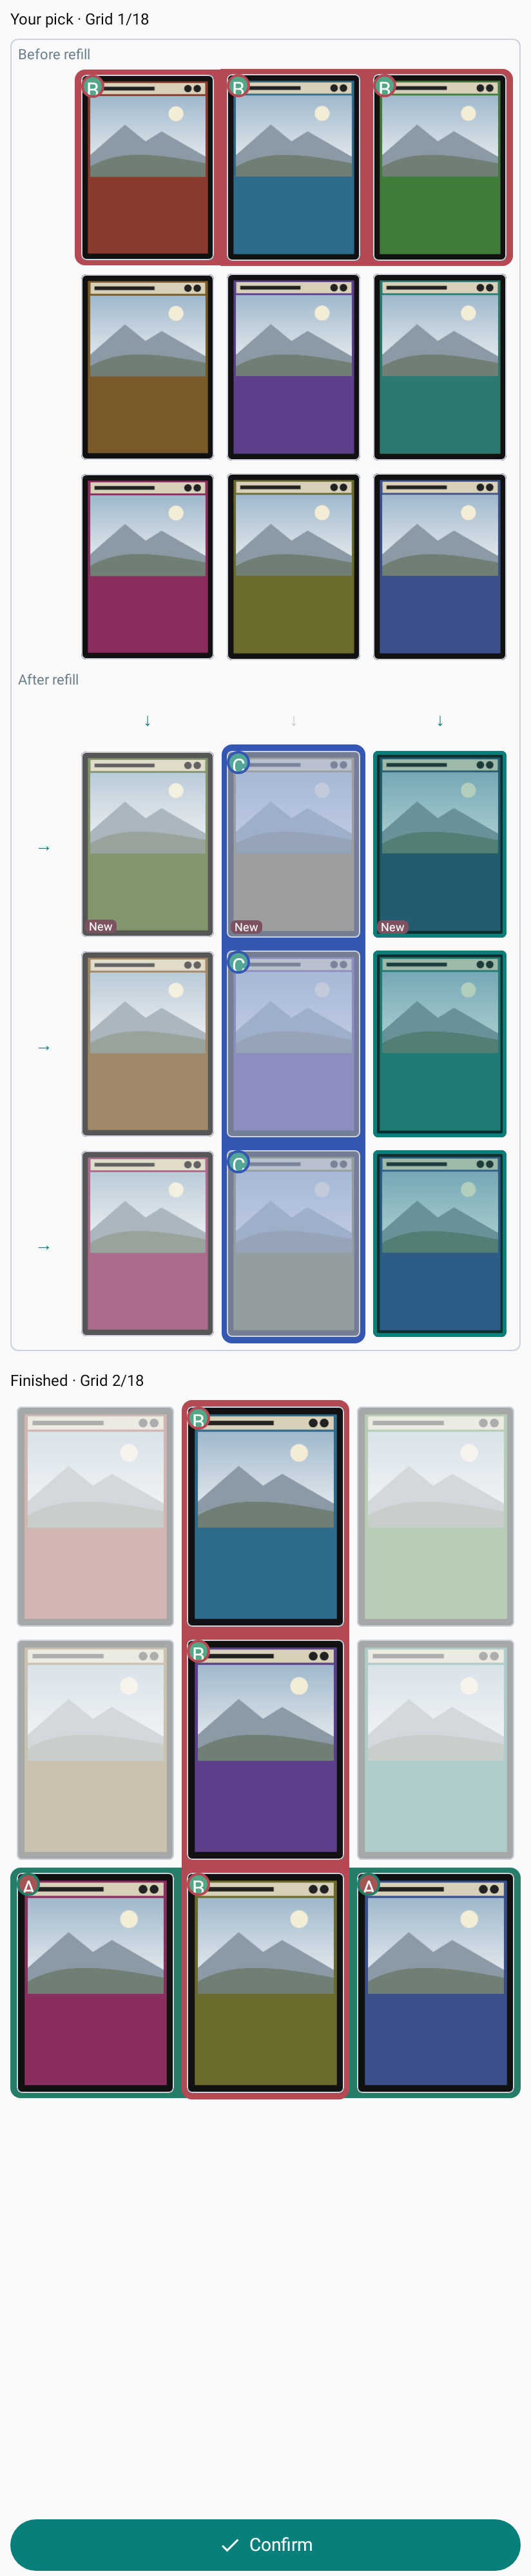 Your pick · Grid 1/18
Before refill
B B B
After refill
↓ ↓ ↓
C
→
New New New
C
→
C
→
Finished · Grid 2/18
B
B
A B A
Confirm